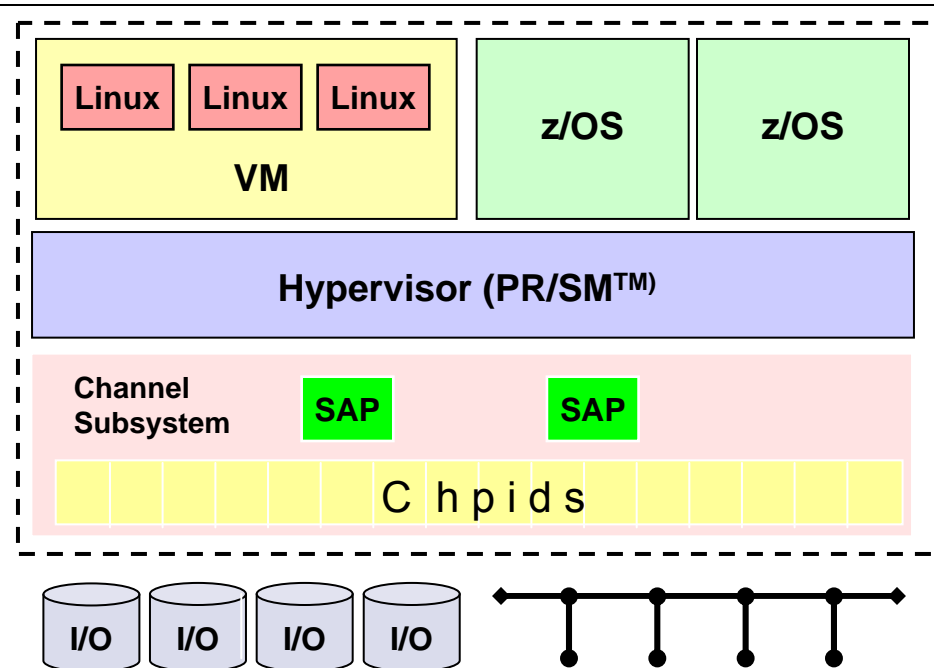 Linux Linux Linux
VM
z/OS
z/OS
Hypervisor (PR/SM™)
Channel
Subsystem
SAP
SAP
C h p i d s
I/O I/O I/O I/O